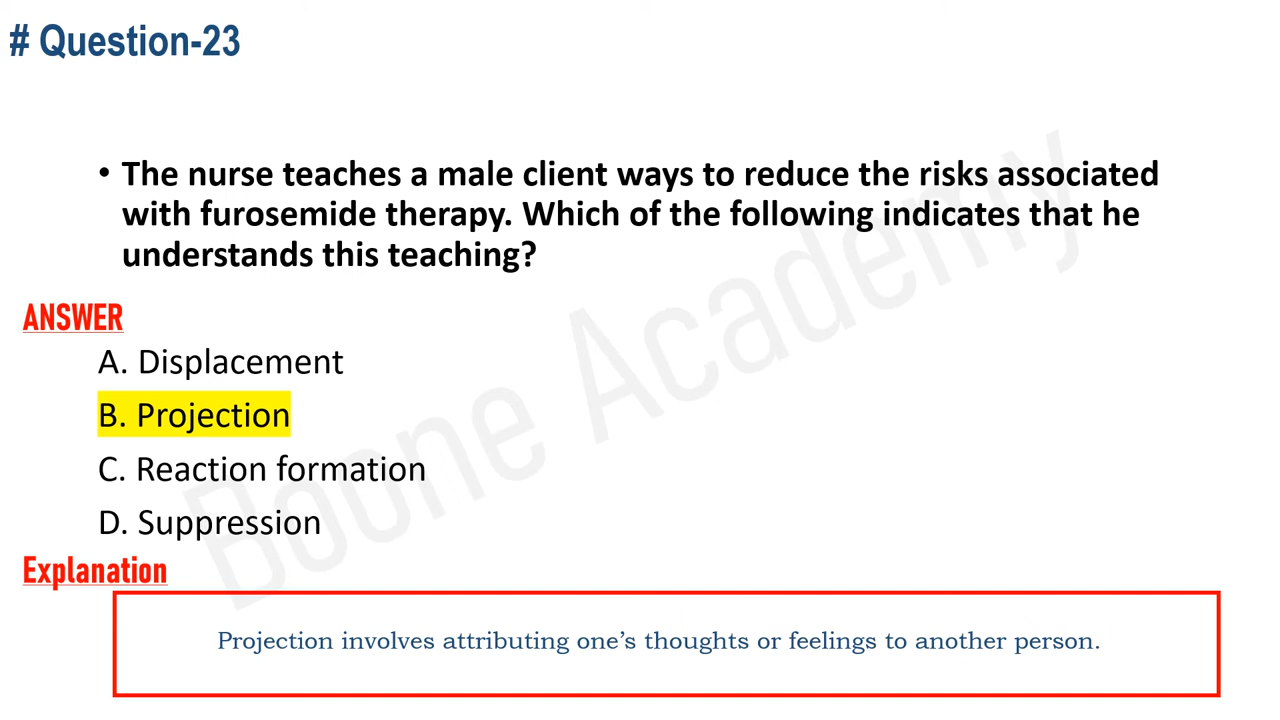 # Question-23
• The nurse teaches a male client ways to reduce the risks associated
with furosemide therapy. Which of the following indicates that he
understands this teaching?
ANSWER
A. Displacement
B. Projection
C. Reaction formation
D. Suppression
Explanation
Projection involves attributing one’s thoughts or feelings to another person.
Boone Academy